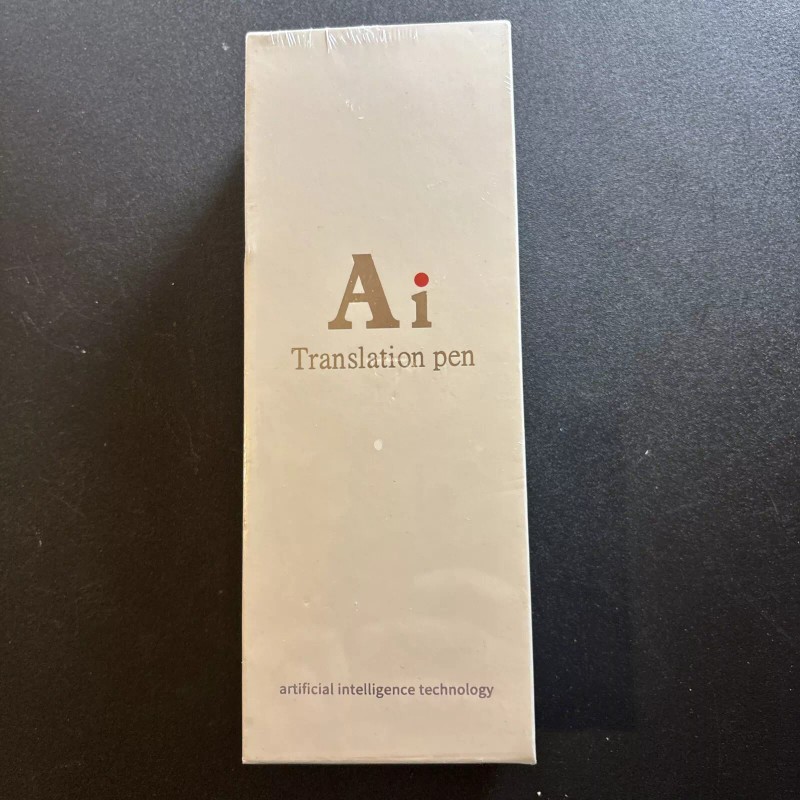 Ai
Translation pen
artificial intelligence technology